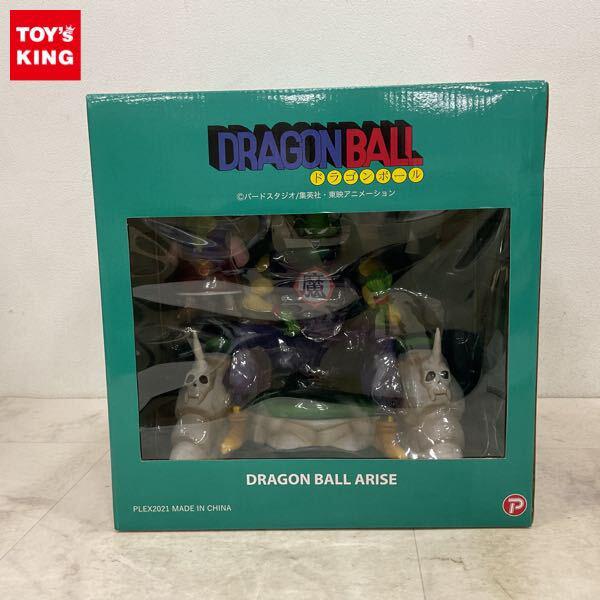 TOY'S
KING
DRAGON BALL
ドラゴンボール
©バードスタジオ/集英社・東映アニメーション
魔
DRAGON BALL ARISE
PLEX2021 MADE IN CHINA
P